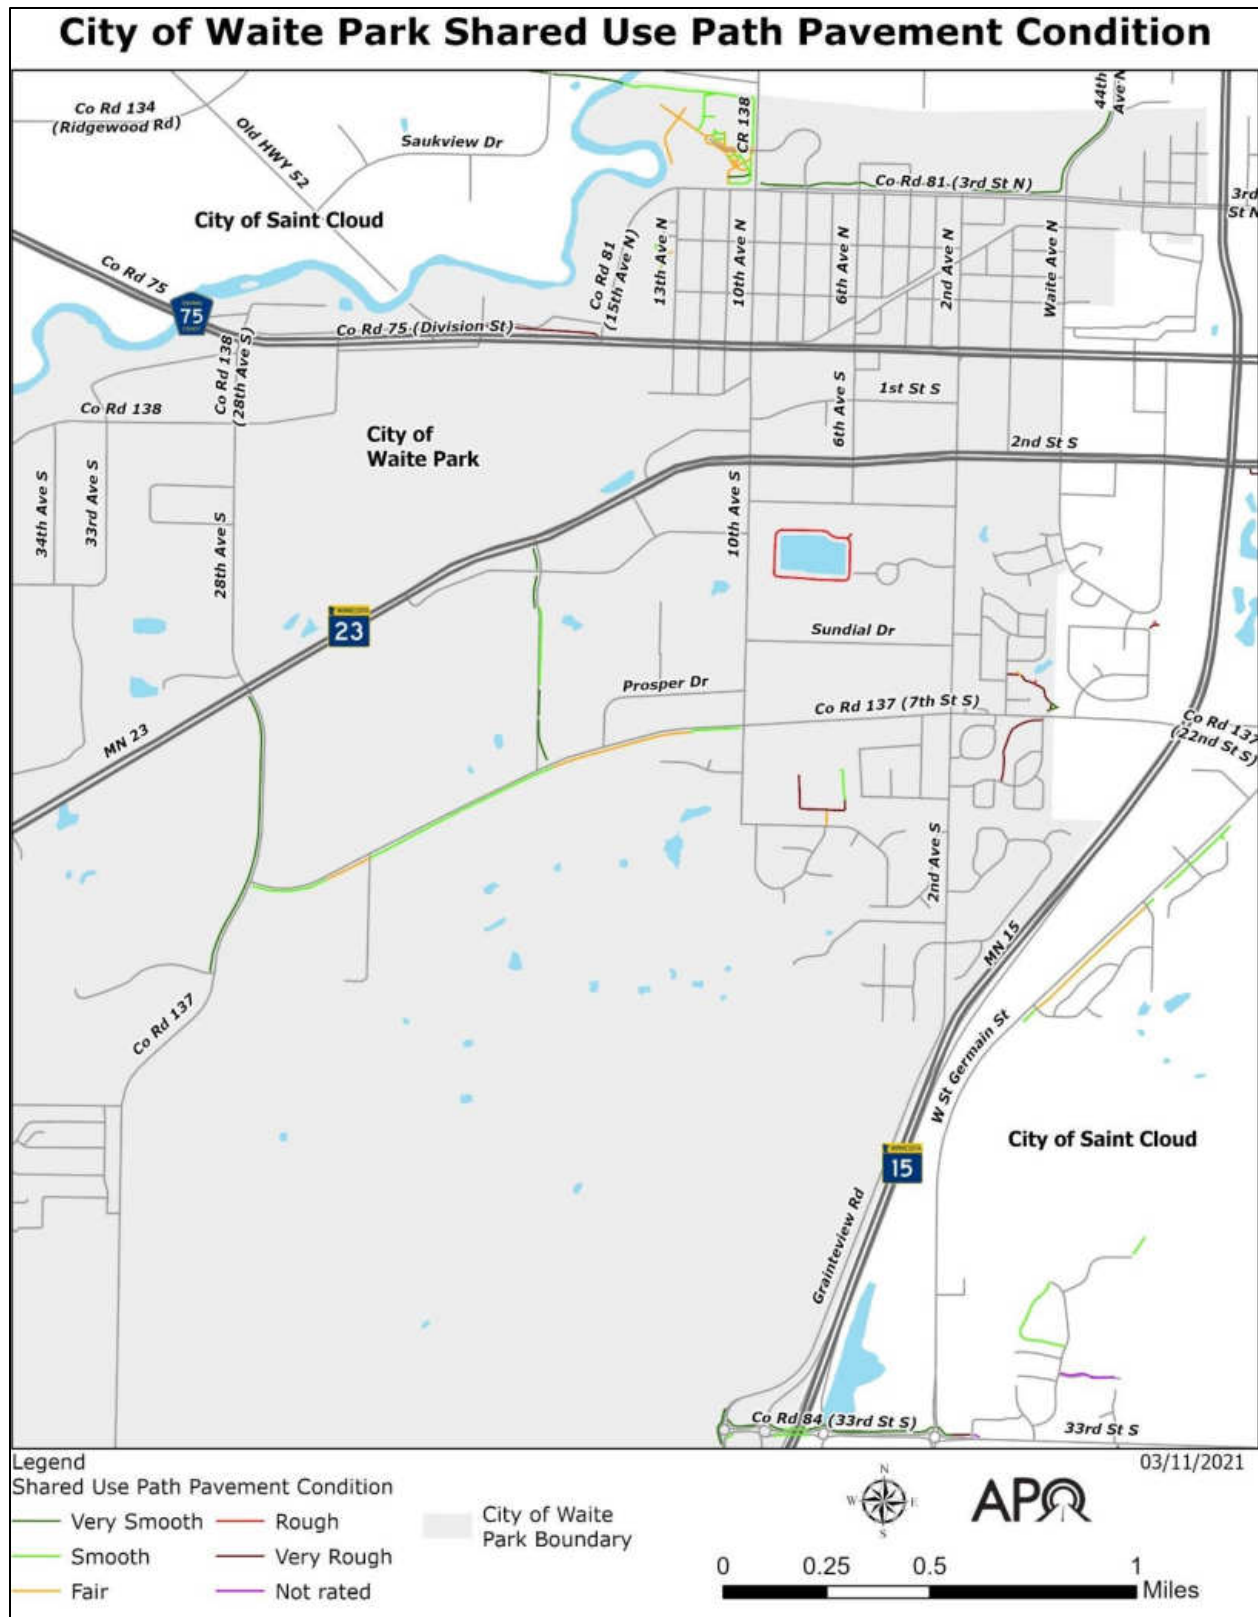 City of Waite Park Shared Use Path Pavement Condition
Co Rd 134
(Ridgewood Rd)
Old HWY 52
Saukview Dr
CR 138
44th
Ave N
Co Rd 81 (3rd St N)
3rd
St N
City of Saint Cloud
Co Rd 75
75
Co Rd 81
(15th Ave N)
13th Ave N
10th Ave N
6th Ave N
2nd Ave N
Waite Ave N
Co Rd 75 (Division St)
Co Rd 138
(28th Ave S)
Co Rd 138
City of
Waite Park
6th Ave S
1st St S
2nd St S
34th Ave S
33rd Ave S
28th Ave S
10th Ave S
MINNESOTA
23
Sundial Dr
Prosper Dr
Co Rd 137 (7th St S)
Co Rd 137
(22nd St S)
MN 23
2nd Ave S
MN 15
Co Rd 137
W St Germain St
City of Saint Cloud
MINNESOTA
15
Grainteview Rd
Co Rd 84 (33rd St S)
33rd St S
Legend
03/11/2021
Shared Use Path Pavement Condition
Very Smooth
Rough
Smooth
Very Rough
Fair
Not rated
City of Waite
Park Boundary
N
W
E
S
APO
0
0.25
0.5
1
Miles